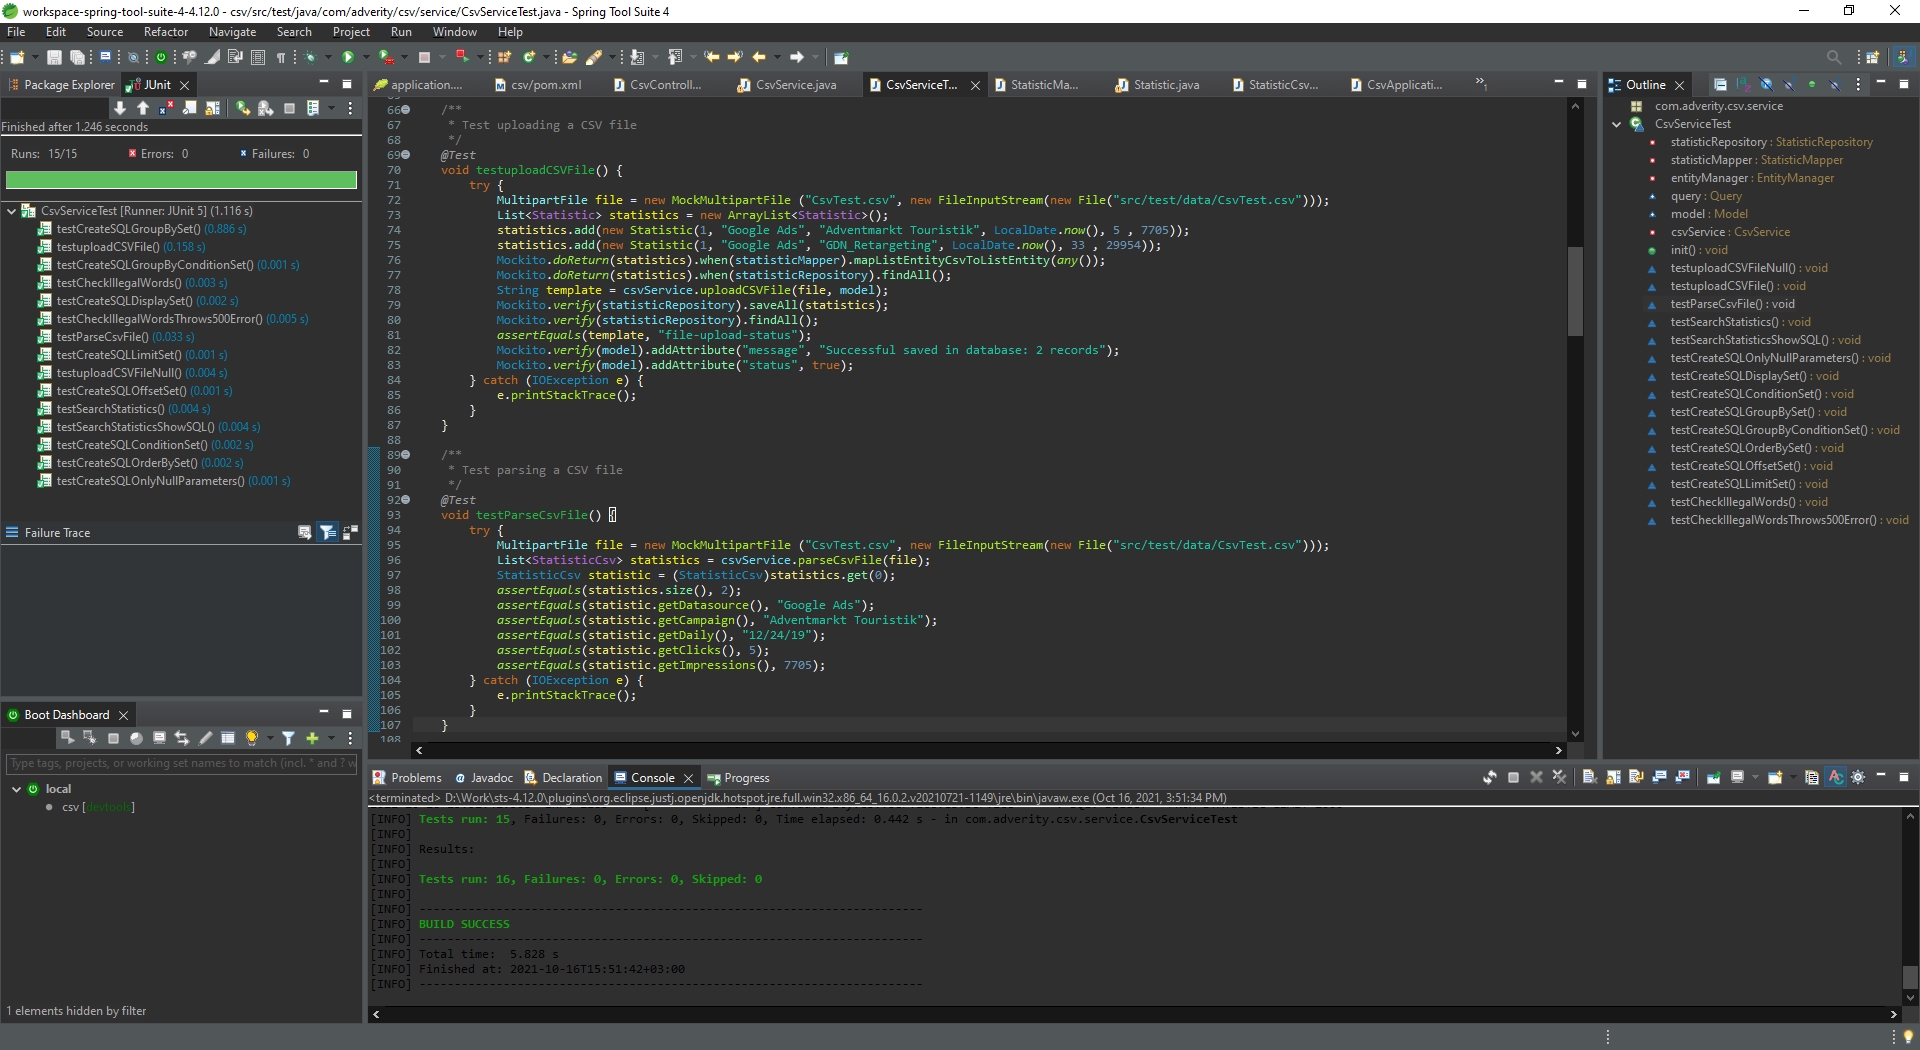 workspace-spring-tool-suite-4-4.12.0 - csv/src/test/java/com/adverity/csv/service/CsvServiceTest.java - Spring Tool Suite 4
File Edit Source Refactor Navigate Search Project Run Window Help
Package Explorer JUnit
Finished after 1.246 seconds
Runs: 15/15 Errors: 0 Failures: 0
CsvServiceTest [Runner: JUnit 5] (1.116 s)
testCreateSQLGroupBySet() (0.886 s)
testuploadCSVFile() (0.158 s)
testCreateSQLGroupByConditionSet() (0.001 s)
testCheckIllegalWords() (0.003 s)
testCreateSQLDisplaySet() (0.002 s)
testCheckIllegalWordsThrows500Error() (0.005 s)
testParseCsvFile() (0.033 s)
testCreateSQLLimitSet() (0.001 s)
testuploadCSVFileNull() (0.004 s)
testCreateSQLOffsetSet() (0.001 s)
testSearchStatistics() (0.004 s)
testSearchStatisticsShowSQL() (0.004 s)
testCreateSQLConditionSet() (0.002 s)
testCreateSQLOrderBySet() (0.002 s)
testCreateSQLOnlyNullParameters() (0.001 s)
Failure Trace
Boot Dashboard
Type tags, projects, or working set names to match (incl. * and ? w
local
csv [devtools]
1 elements hidden by filter
application.... csv/pom.xml CsvControll... CsvService.java CsvServiceT... StatisticMa... Statistic.java StatisticCsv... CsvApplicati... »1
66 /**
67 * Test uploading a CSV file
68 */
69 @Test
70 void testuploadCSVFile() {
71 try {
72 MultipartFile file = new MockMultipartFile ("CsvTest.csv", new FileInputStream(new File("src/test/data/CsvTest.csv")));
73 List<Statistic> statistics = new ArrayList<Statistic>();
74 statistics.add(new Statistic(1, "Google Ads", "Adventmarkt Touristik", LocalDate.now(), 5 , 7705));
75 statistics.add(new Statistic(1, "Google Ads", "GDN_Retargeting", LocalDate.now(), 33 , 29954));
76 Mockito.doReturn(statistics).when(statisticMapper).mapListEntityCsvToListEntity(any());
77 Mockito.doReturn(statistics).when(statisticRepository).findAll();
78 String template = csvService.uploadCSVFile(file, model);
79 Mockito.verify(statisticRepository).saveAll(statistics);
80 Mockito.verify(statisticRepository).findAll();
81 assertEquals(template, "file-upload-status");
82 Mockito.verify(model).addAttribute("message", "Successful saved in database: 2 records");
83 Mockito.verify(model).addAttribute("status", true);
84 } catch (IOException e) {
85 e.printStackTrace();
86 }
87 }
88
89 /**
90 * Test parsing a CSV file
91 */
92 @Test
93 void testParseCsvFile() {
94 try {
95 MultipartFile file = new MockMultipartFile ("CsvTest.csv", new FileInputStream(new File("src/test/data/CsvTest.csv")));
96 List<StatisticCsv> statistics = csvService.parseCsvFile(file);
97 StatisticCsv statistic = (StatisticCsv)statistics.get(0);
98 assertEquals(statistics.size(), 2);
99 assertEquals(statistic.getDatasource(), "Google Ads");
100 assertEquals(statistic.getCampaign(), "Adventmarkt Touristik");
101 assertEquals(statistic.getDaily(), "12/24/19");
102 assertEquals(statistic.getClicks(), 5);
103 assertEquals(statistic.getImpressions(), 7705);
104 } catch (IOException e) {
105 e.printStackTrace();
106 }
107 }
108
Problems Javadoc Declaration Console Progress
<terminated> D:\Work\sts-4.12.0\plugins\org.eclipse.justj.openjdk.hotspot.jre.full.win32.x86_64_16.0.2.v20210721-1149\jre\bin\javaw.exe (Oct 16, 2021, 3:51:34 PM)
[INFO] Tests run: 15, Failures: 0, Errors: 0, Skipped: 0, Time elapsed: 0.442 s - in com.adverity.csv.service.CsvServiceTest
[INFO]
[INFO] Results:
[INFO]
[INFO] Tests run: 16, Failures: 0, Errors: 0, Skipped: 0
[INFO]
[INFO] ------------------------------------------------------------------------
[INFO] BUILD SUCCESS
[INFO] ------------------------------------------------------------------------
[INFO] Total time: 5.828 s
[INFO] Finished at: 2021-10-16T15:51:42+03:00
[INFO] ------------------------------------------------------------------------
Outline
com.adverity.csv.service
CsvServiceTest
statisticRepository : StatisticRepository
statisticMapper : StatisticMapper
entityManager : EntityManager
query : Query
model : Model
csvService : CsvService
init() : void
testuploadCSVFileNull() : void
testuploadCSVFile() : void
testParseCsvFile() : void
testSearchStatistics() : void
testSearchStatisticsShowSQL() : void
testCreateSQLOnlyNullParameters() : void
testCreateSQLDisplaySet() : void
testCreateSQLConditionSet() : void
testCreateSQLGroupBySet() : void
testCreateSQLGroupByConditionSet() : void
testCreateSQLOrderBySet() : void
testCreateSQLOffsetSet() : void
testCreateSQLLimitSet() : void
testCheckIllegalWords() : void
testCheckIllegalWordsThrows500Error() : void